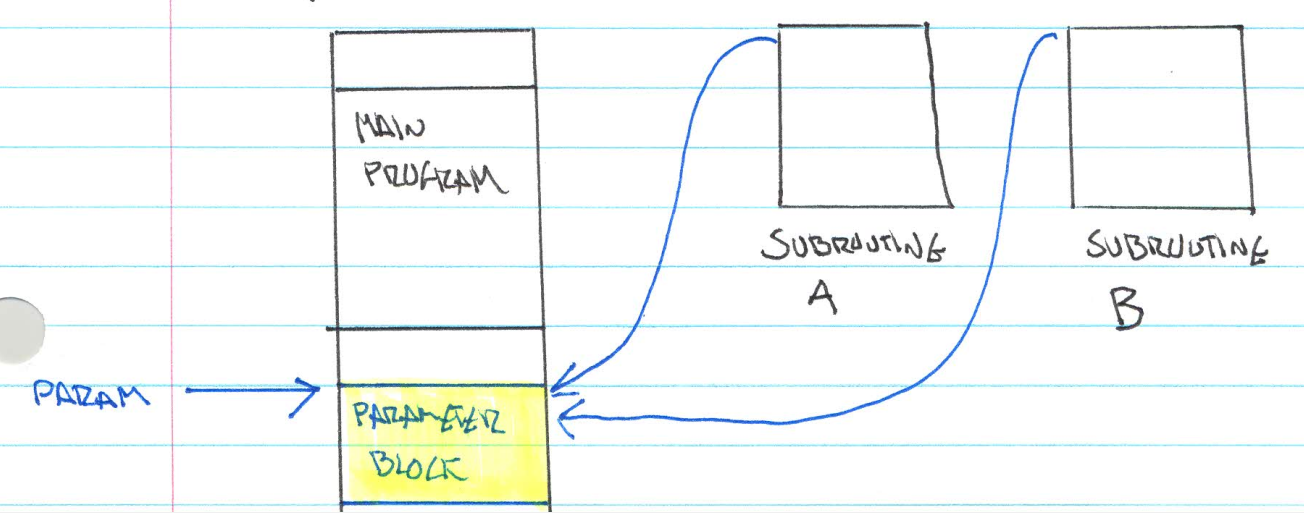 MAIN
PROGRAM
SUBROUTINE
A
SUBROUTINE
B
PARAM
PARAMETER
BLOCK